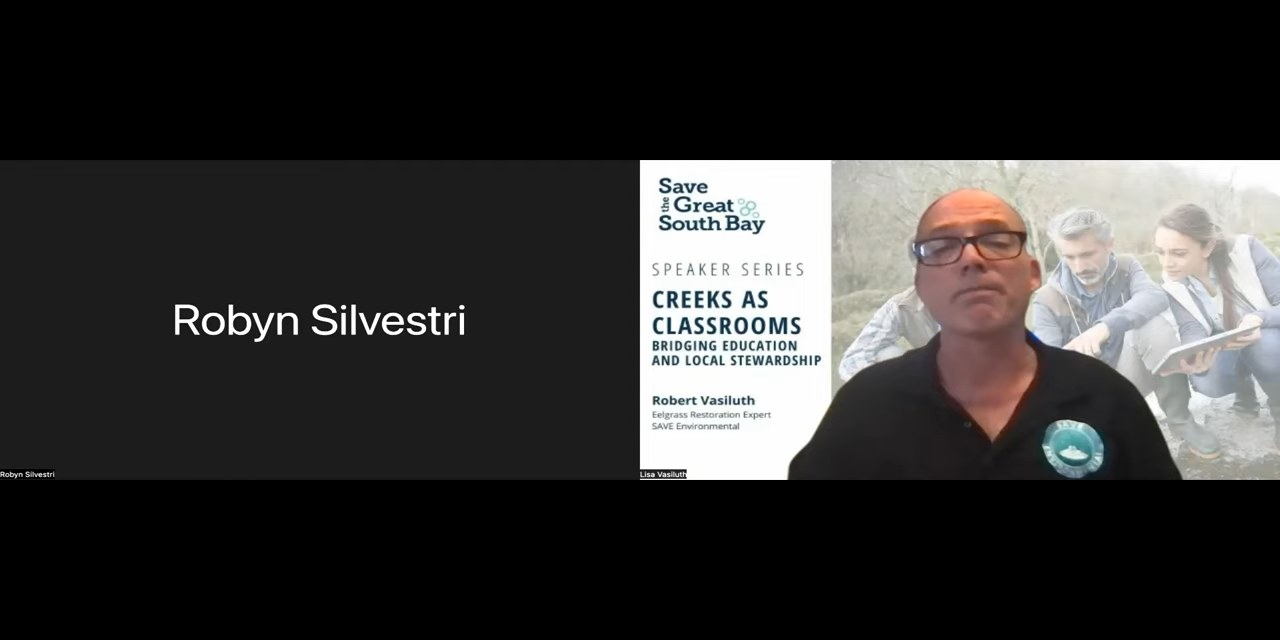 Robyn Silvestri
Robyn Silvestri
Save
the Great
South Bay
SPEAKER SERIES
CREEKS AS
CLASSROOMS
BRIDGING EDUCATION
AND LOCAL STEWARDSHIP
Robert Vasiluth
Eelgrass Restoration Expert
SAVE Environmental
Lisa Vasiluth
SAVE